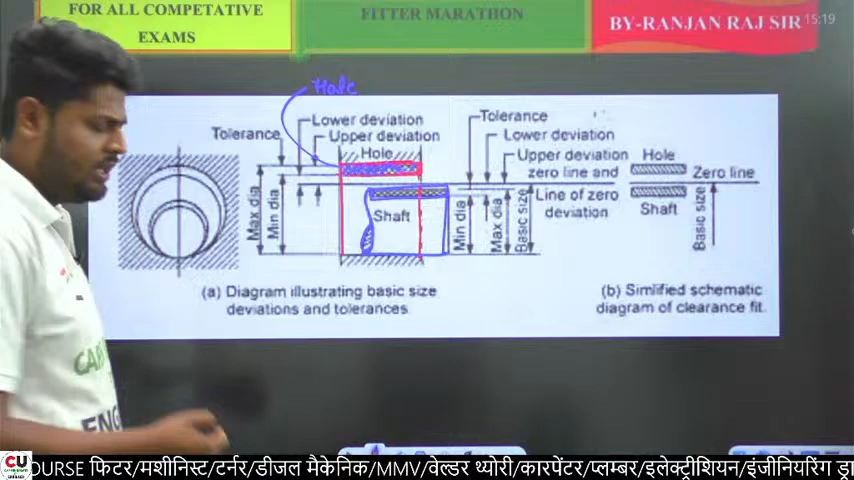 FOR ALL COMPETATIVE
EXAMS
FITTER MARATHON
BY-RANJAN RAJ SIR
15:19
Hole
Tolerance
Lower deviation
Upper deviation
Hole
Max dia
Min dia
Shaft
Tolerance
Lower deviation
Upper deviation
zero line and
Line of zero
deviation
Min dia
Max dia
Basic size
Hole
Zero line
Shaft
Basic size
(a) Diagram illustrating basic size
deviations and tolerances
(b) Simlified schematic
diagram of clearance fit.
CU
OURSE फिटर/मशीनिस्ट/टर्नर/डीजल मैकेनिक/MMV/वेल्डर थ्योरी/कारपेंटर/प्लम्बर/इलेक्ट्रीशियन/इंजीनियरिंग ड्रा